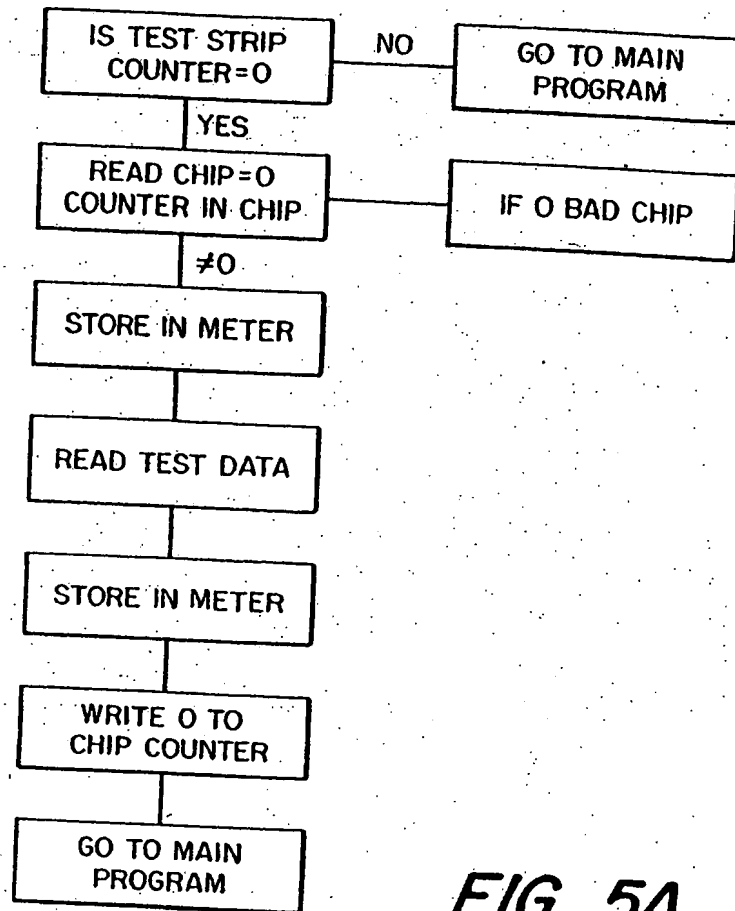 IS TEST STRIP
COUNTER=0
NO
GO TO MAIN
PROGRAM
YES
READ CHIP=0
COUNTER IN CHIP
IF 0 BAD CHIP
≠0
STORE IN METER
READ TEST DATA
STORE IN METER
WRITE 0 TO
CHIP COUNTER
GO TO MAIN
PROGRAM
FIG. 5A